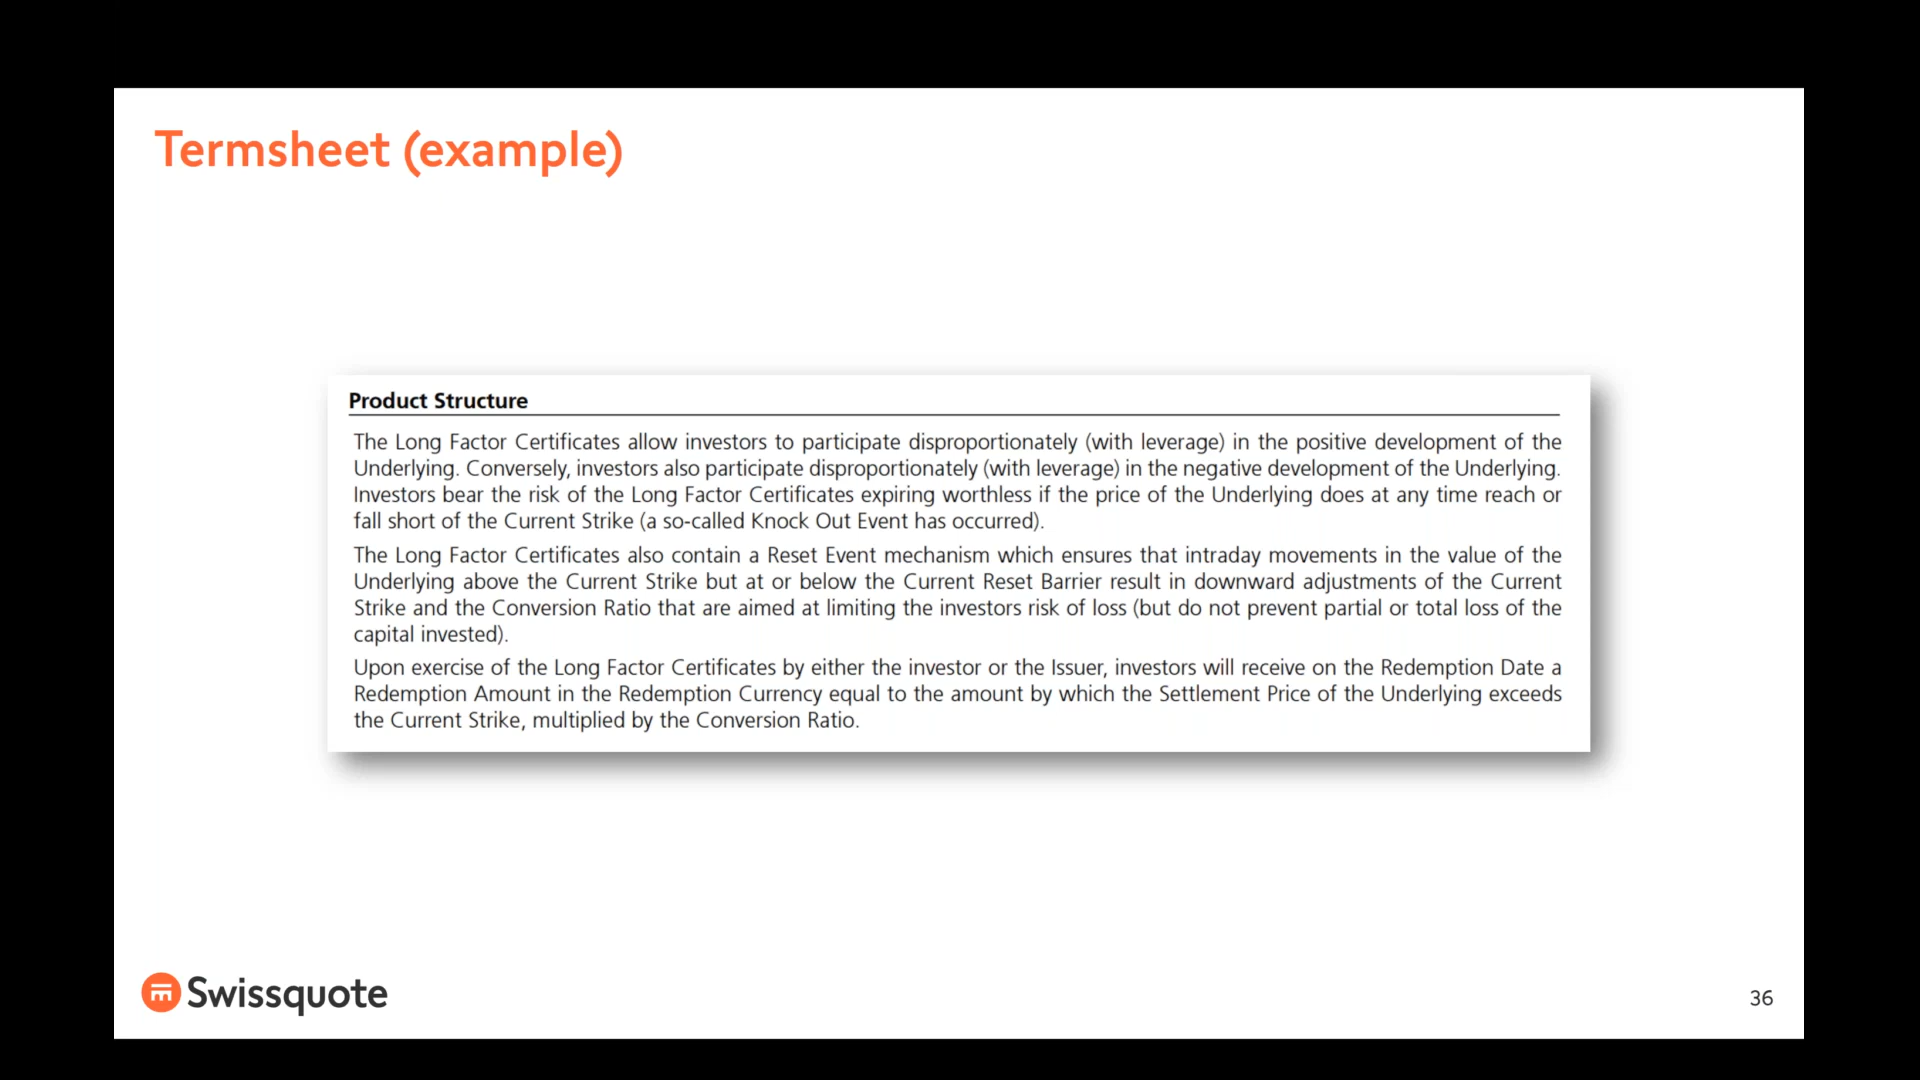 Termsheet (example)
Product Structure
The Long Factor Certificates allow investors to participate disproportionately (with leverage) in the positive development of the
Underlying. Conversely, investors also participate disproportionately (with leverage) in the negative development of the Underlying.
Investors bear the risk of the Long Factor Certificates expiring worthless if the price of the Underlying does at any time reach or
fall short of the Current Strike (a so-called Knock Out Event has occurred).
The Long Factor Certificates also contain a Reset Event mechanism which ensures that intraday movements in the value of the
Underlying above the Current Strike but at or below the Current Reset Barrier result in downward adjustments of the Current
Strike and the Conversion Ratio that are aimed at limiting the investors risk of loss (but do not prevent partial or total loss of the
capital invested).
Upon exercise of the Long Factor Certificates by either the investor or the Issuer, investors will receive on the Redemption Date a
Redemption Amount in the Redemption Currency equal to the amount by which the Settlement Price of the Underlying exceeds
the Current Strike, multiplied by the Conversion Ratio.
Swissquote
36